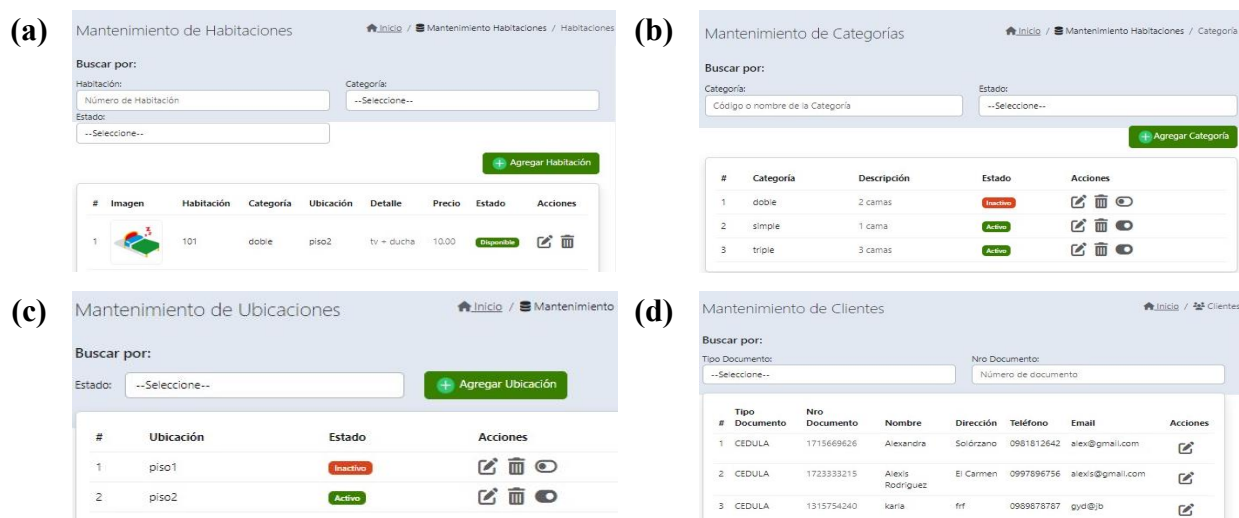 (a)
Mantenimiento de Habitaciones
Inicio / Mantenimiento Habitaciones / Habitaciones
Buscar por:
Habitación: Categoría:
Número de Habitación --Seleccione--
Estado:
--Seleccione--
Agregar Habitación
# Imagen Habitación Categoría Ubicación Detalle Precio Estado Acciones
1 101 doble piso2 tv + ducha 10.00 Disponible
(b)
Mantenimiento de Categorías
Inicio / Mantenimiento Habitaciones / Categoría
Buscar por:
Categoría: Estado:
Código o nombre de la Categoría --Seleccione--
Agregar Categoría
# Categoría Descripción Estado Acciones
1 doble 2 camas Inactivo
2 simple 1 cama Activo
3 triple 3 camas Activo
(c)
Mantenimiento de Ubicaciones
Inicio / Mantenimiento
Buscar por:
Estado: --Seleccione-- Agregar Ubicación
# Ubicación Estado Acciones
1 piso1 Inactivo
2 piso2 Activo
(d)
Mantenimiento de Clientes
Inicio / Clientes
Buscar por:
Tipo Documento: Nro Documento:
--Seleccione-- Número de documento
# Tipo Documento Nro Documento Nombre Dirección Teléfono Email Acciones
1 CEDULA 1715669626 Alexandra Solórzano 0981812642 alex@gmail.com
2 CEDULA 1723333215 Alexis Rodriguez El Carmen 0997896756 alexis@gmail.com
3 CEDULA 1315754240 karla frf 0989878787 gyd@jb